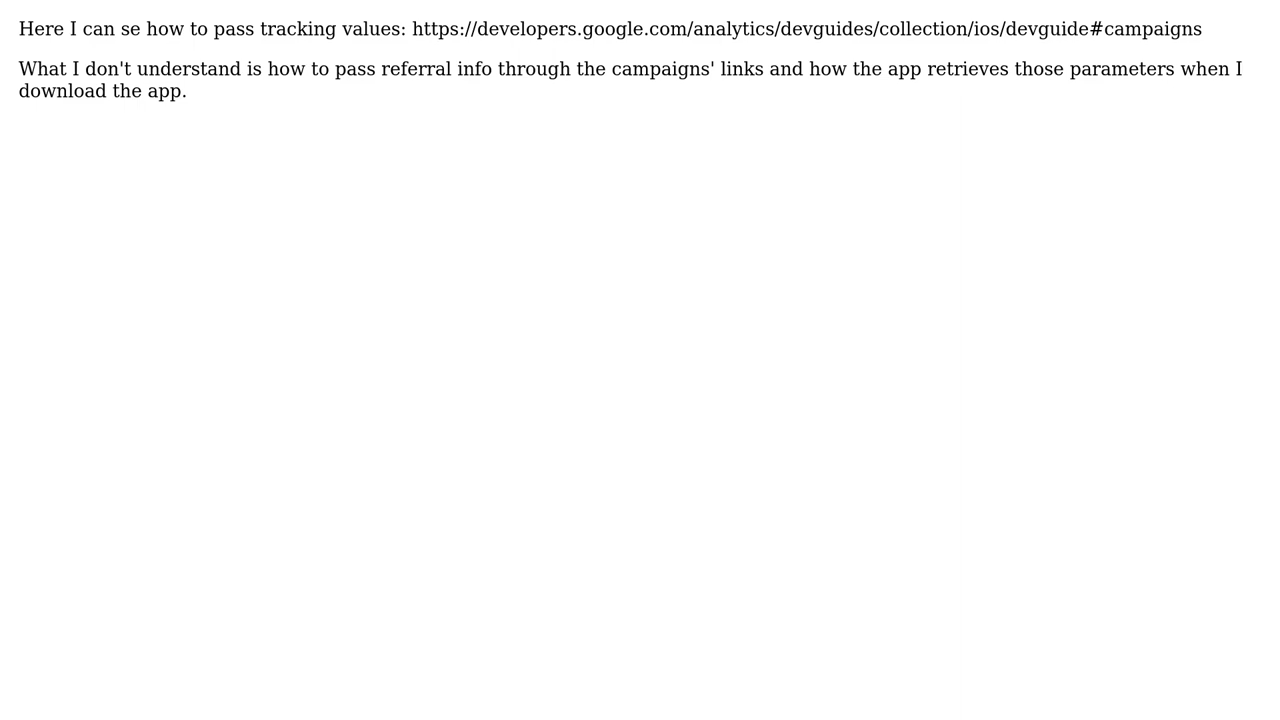 Here I can se how to pass tracking values: https://developers.google.com/analytics/devguides/collection/ios/devguide#campaigns
What I don't understand is how to pass referral info through the campaigns' links and how the app retrieves those parameters when I
download the app.